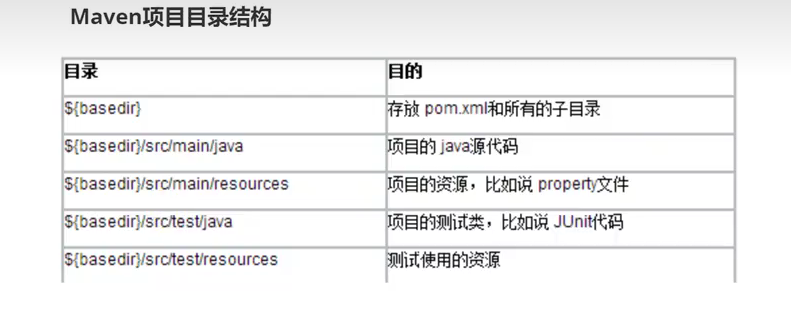 Maven项目目录结构
目录 目的
${basedir} 存放 pom.xml和所有的子目录
${basedir}/src/main/java 项目的 java源代码
${basedir}/src/main/resources 项目的资源，比如说 property文件
${basedir}/src/test/java 项目的测试类，比如说 JUnit代码
${basedir}/src/test/resources 测试使用的资源